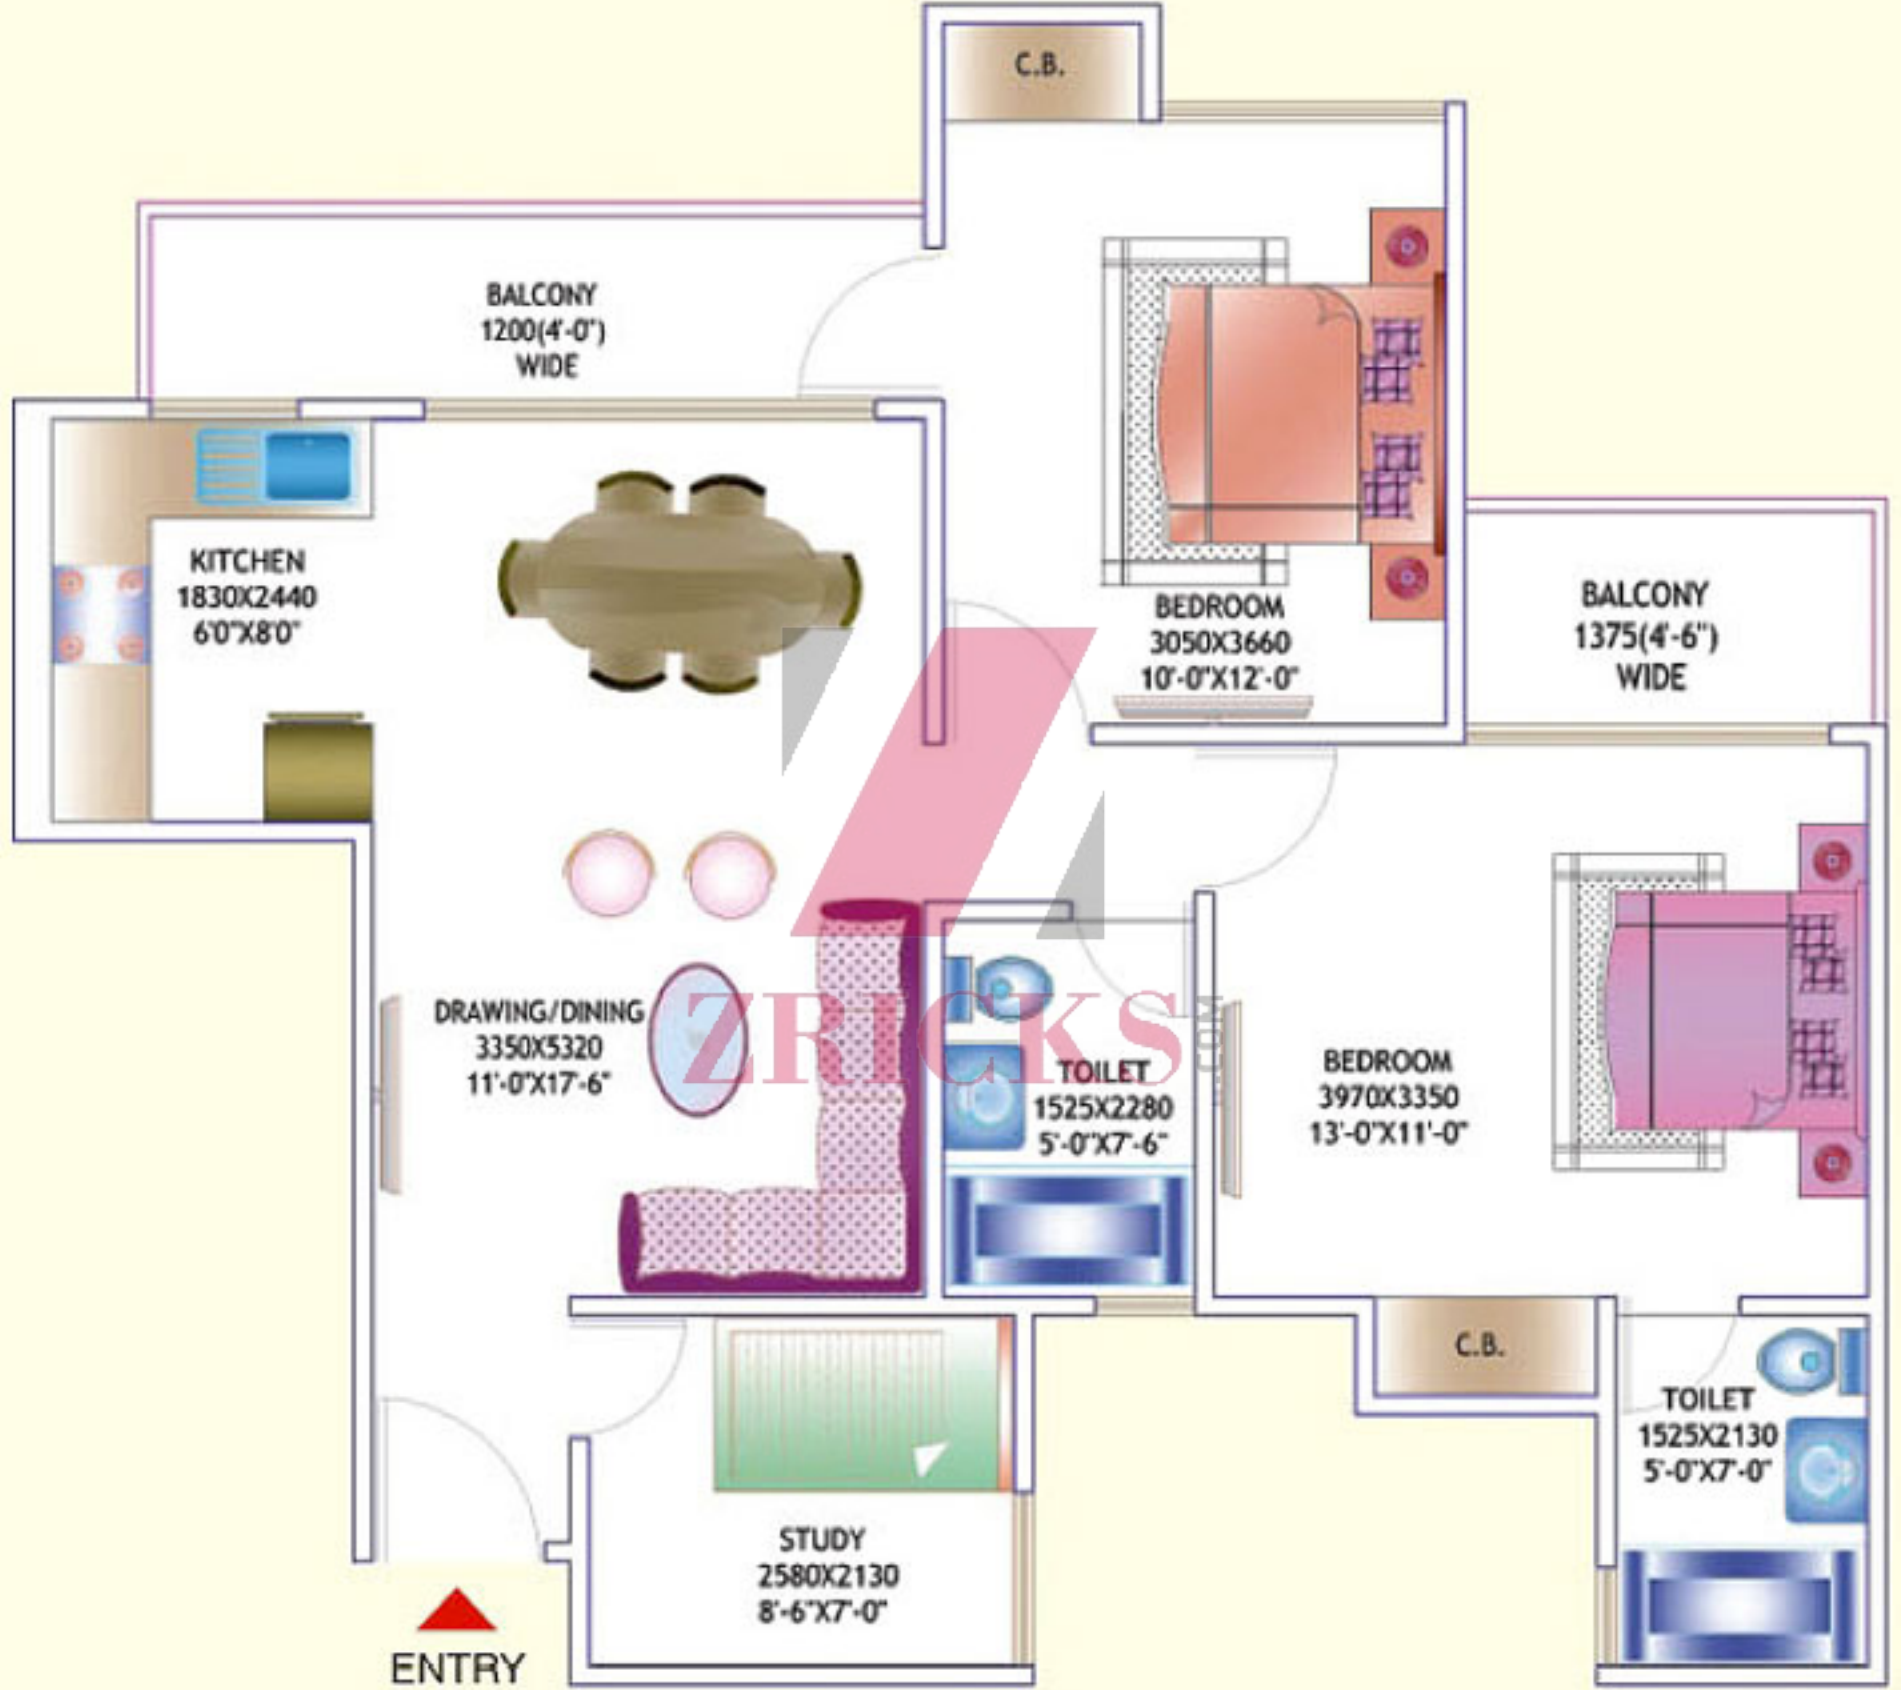 C.B.
BALCONY
1200(4'-0")
WIDE
KITCHEN
1830X2440
6'0"X8'0"
BEDROOM
3050X3660
10'-0"X12'-0"
BALCONY
1375(4'-6")
WIDE
DRAWING/DINING
3350X5320
11'-0"X17'-6"
ZRICKS
.COM
TOILET
1525X2280
5'-0"X7'-6"
BEDROOM
3970X3350
13'-0"X11'-0"
C.B.
TOILET
1525X2130
5'-0"X7'-0"
STUDY
2580X2130
8'-6"X7'-0"
ENTRY